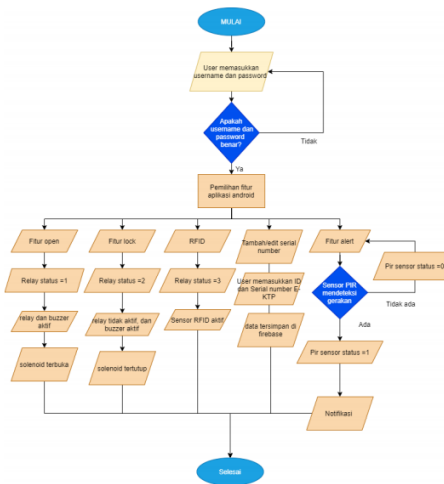 MULAI
User memasukkan
username dan password
Apakah
username dan
password
benar?
Tidak
Ya
Pemilihan fitur
aplikasi android
Fitur open
Fitur lock
RFID
Tambah/edit serial
number
Fitur alert
Relay status =1
Relay status =2
Relay status =3
User memasukkan ID
dan Serial number E-
KTP
Sensor PIR
mendeteksi
gerakan
Pir sensor status =0
Tidak ada
relay dan buzzer
aktif
relay tidak aktif, dan
buzzer aktif
Sensor RFID aktif
data tersimpan di
firebase
Ada
Pir sensor status =1
solenoid terbuka
solenoid tertutup
Notifikasi
Selesai